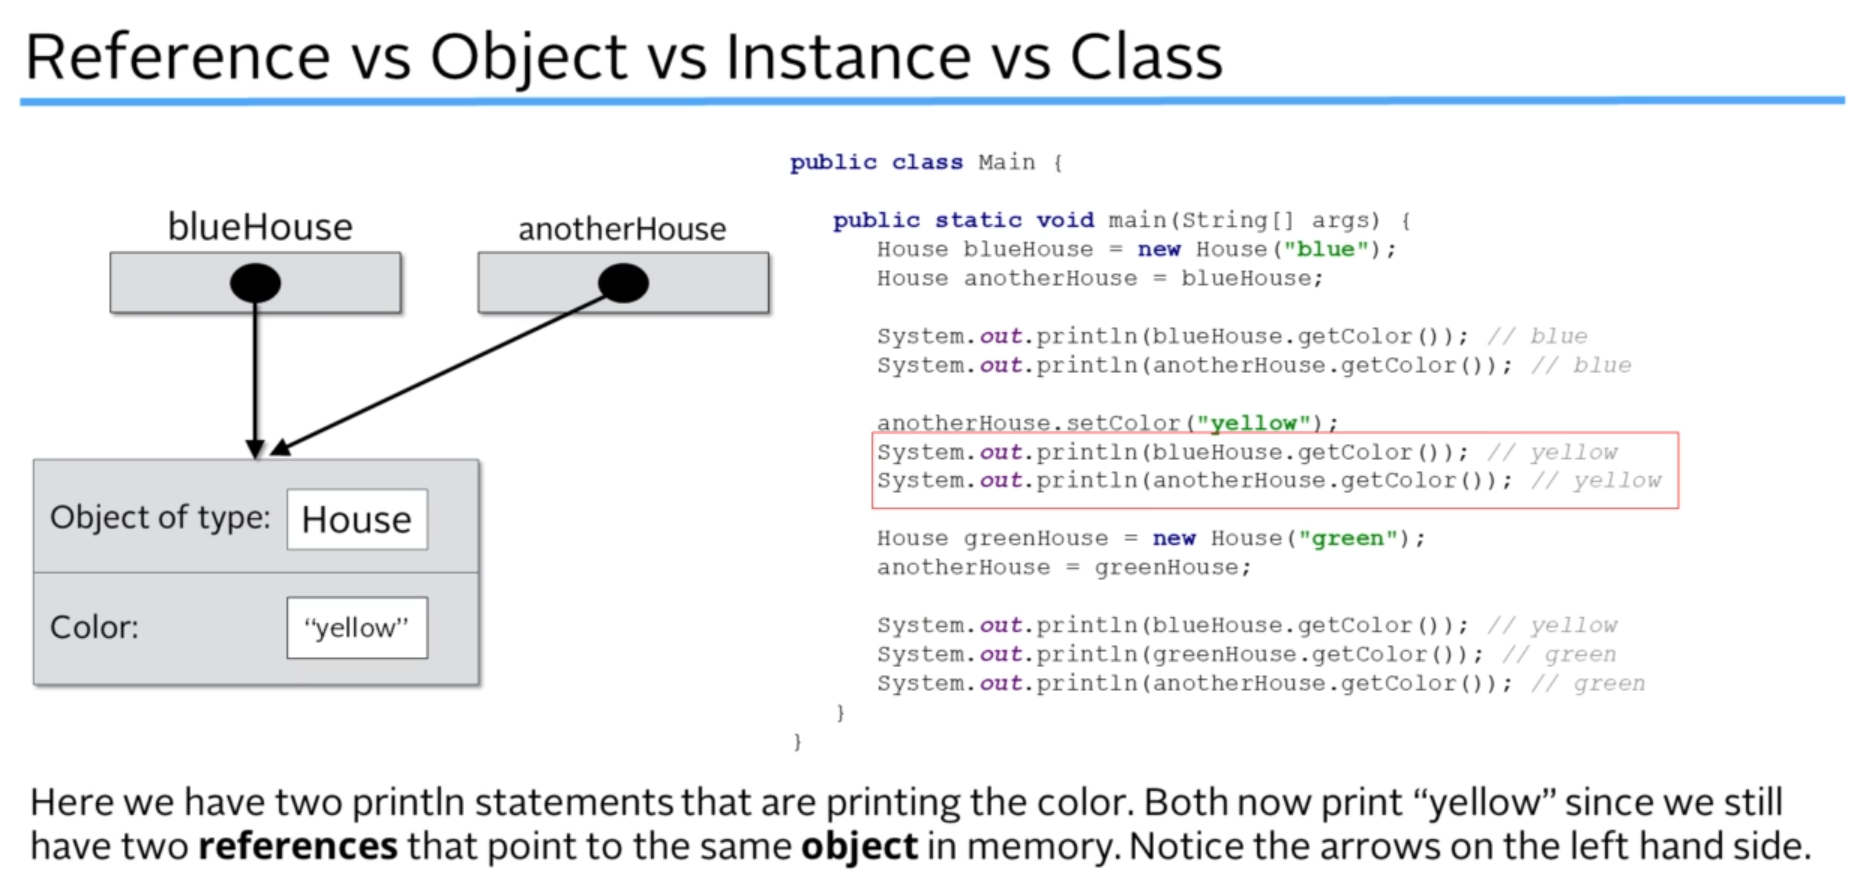 Reference vs Object vs Instance vs Class
blueHouse
anotherHouse
Object of type: House
Color: “yellow”
public class Main {
public static void main(String[] args) {
House blueHouse = new House("blue");
House anotherHouse = blueHouse;
System.out.println(blueHouse.getColor()); // blue
System.out.println(anotherHouse.getColor()); // blue
anotherHouse.setColor("yellow");
System.out.println(blueHouse.getColor()); // yellow
System.out.println(anotherHouse.getColor()); // yellow
House greenHouse = new House("green");
anotherHouse = greenHouse;
System.out.println(blueHouse.getColor()); // yellow
System.out.println(greenHouse.getColor()); // green
System.out.println(anotherHouse.getColor()); // green
}
}
Here we have two println statements that are printing the color. Both now print “yellow” since we still
have two references that point to the same object in memory. Notice the arrows on the left hand side.